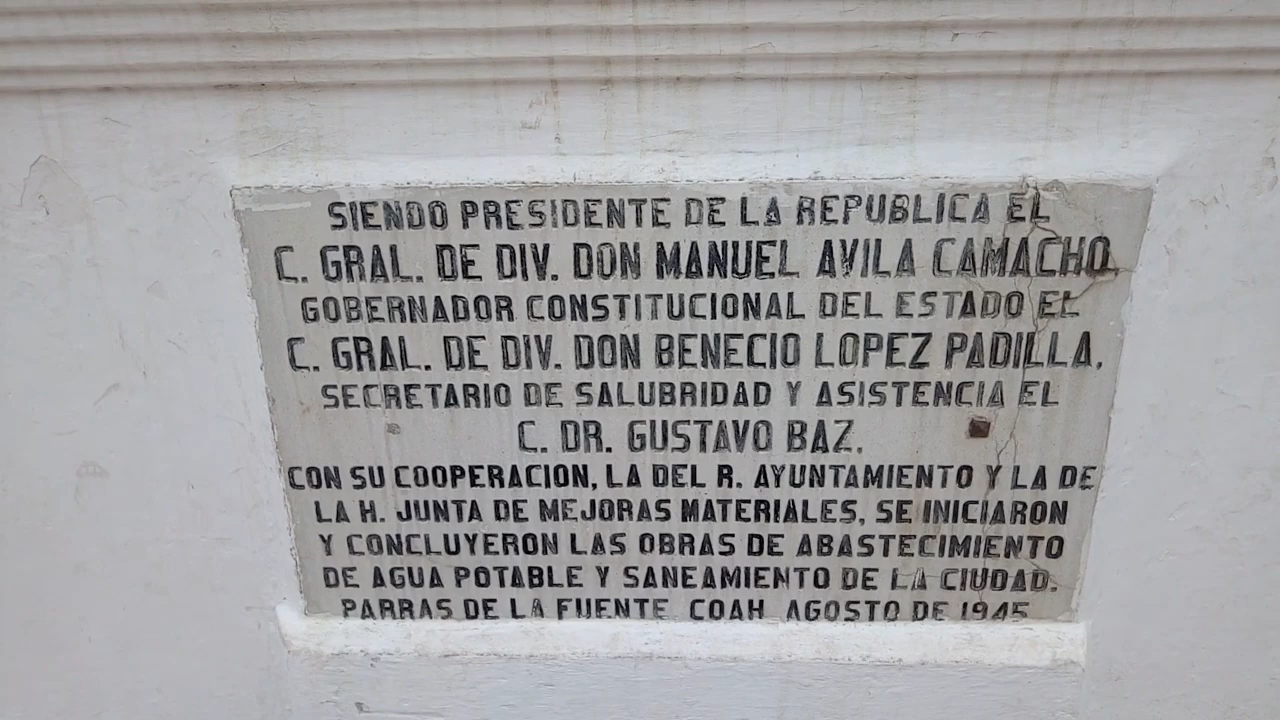 SIENDO PRESIDENTE DE LA REPUBLICA EL
C. GRAL. DE DIV. DON MANUEL AVILA CAMACHO
GOBERNADOR CONSTITUCIONAL DEL ESTADO EL
C. GRAL. DE DIV. DON BENECIO LOPEZ PADILLA.
SECRETARIO DE SALUBRIDAD Y ASISTENCIA EL
C. DR. GUSTAVO BAZ.
CON SU COOPERACION, LA DEL R. AYUNTAMIENTO Y LA DE
LA H. JUNTA DE MEJORAS MATERIALES, SE INICIARON
Y CONCLUYERON LAS OBRAS DE ABASTECIMIENTO
DE AGUA POTABLE Y SANEAMIENTO DE LA CIUDAD.
PARRAS DE LA FUENTE COAH AGOSTO DE 1945